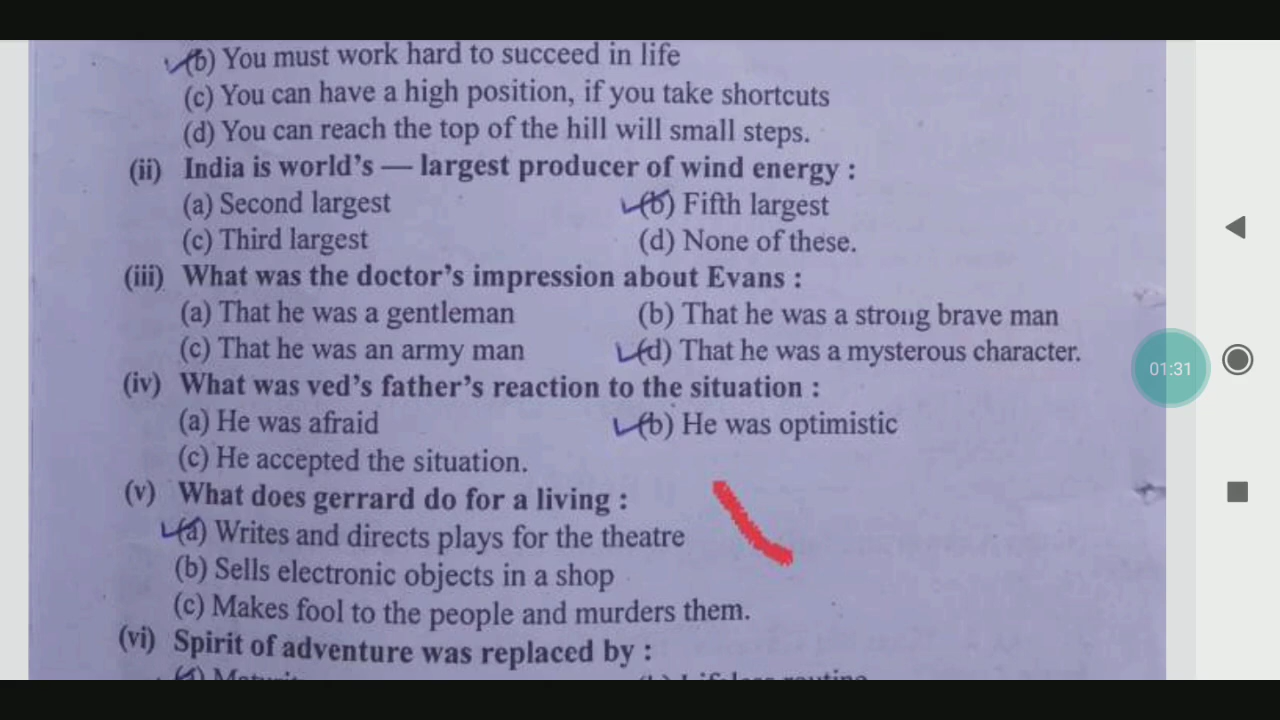 (b) You must work hard to succeed in life
(c) You can have a high position, if you take shortcuts
(d) You can reach the top of the hill will small steps.
(ii) India is world's — largest producer of wind energy :
(a) Second largest (b) Fifth largest
(c) Third largest (d) None of these.
(iii) What was the doctor's impression about Evans :
(a) That he was a gentleman (b) That he was a strong brave man
(c) That he was an army man (d) That he was a mysterous character.
(iv) What was ved's father's reaction to the situation :
(a) He was afraid (b) He was optimistic
(c) He accepted the situation.
(v) What does gerrard do for a living :
(a) Writes and directs plays for the theatre
(b) Sells electronic objects in a shop
(c) Makes fool to the people and murders them.
(vi) Spirit of adventure was replaced by :
01:31